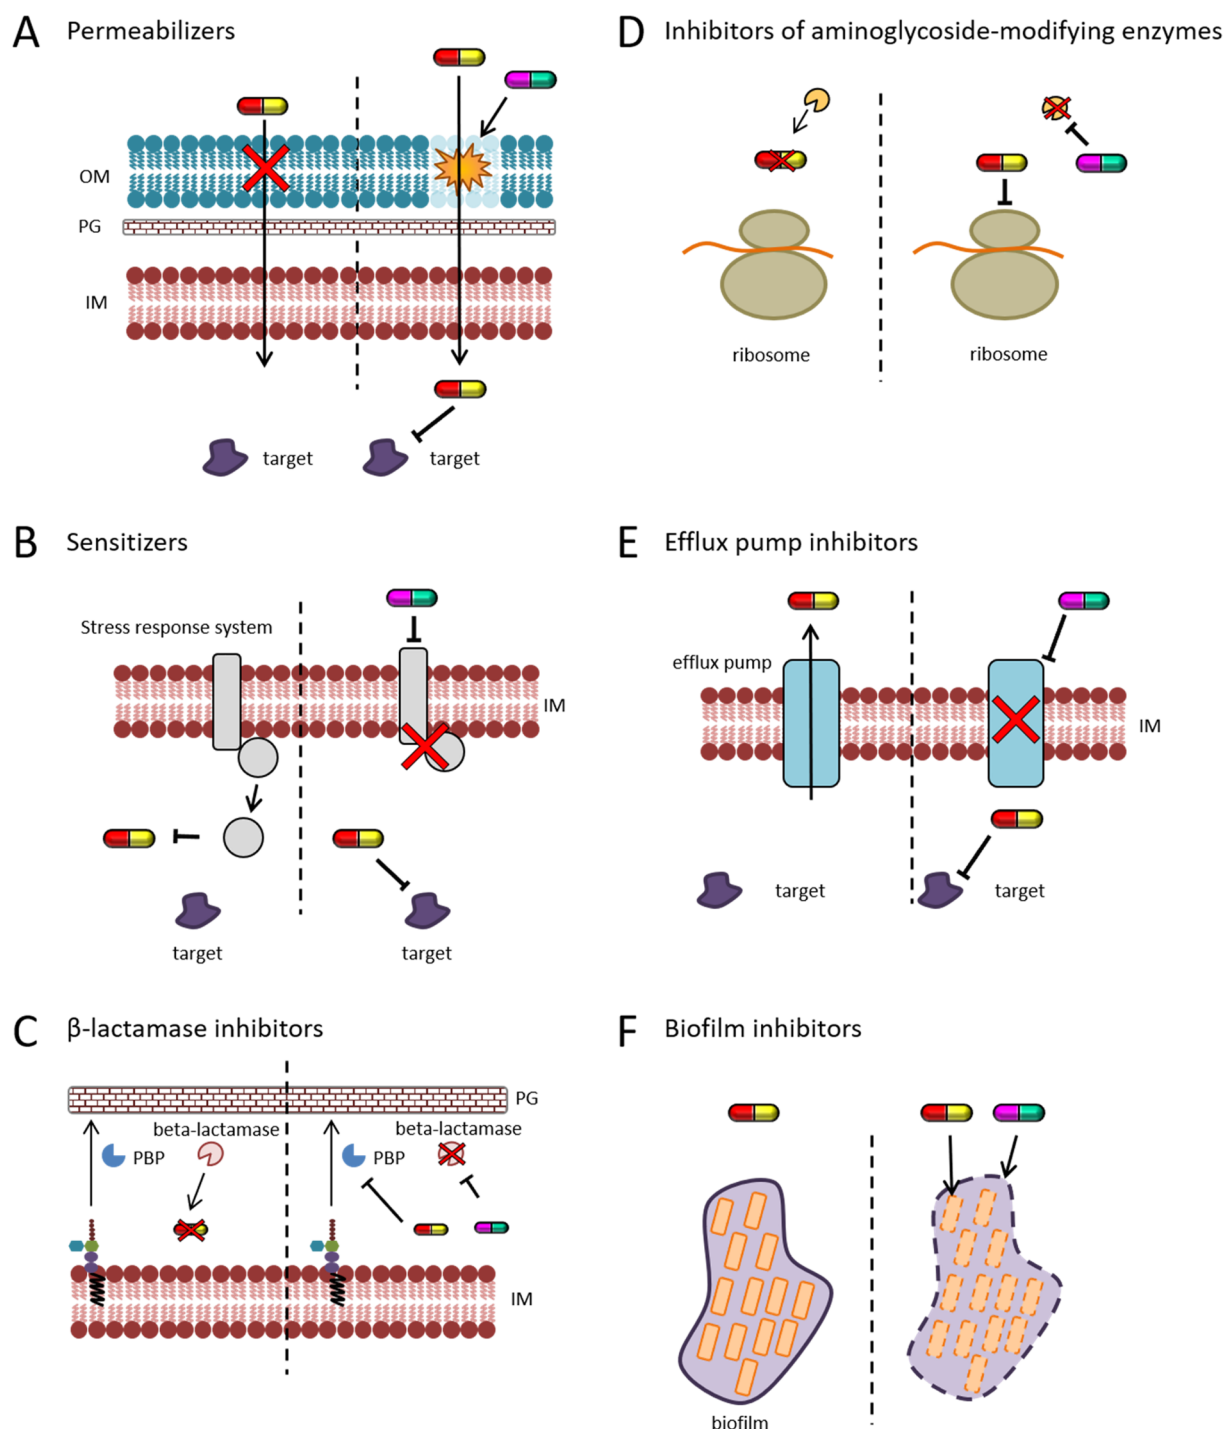 A Permeabilizers
OM
PG
IM
target
target
B Sensitizers
Stress response system
IM
target
target
C β-lactamase inhibitors
PG
beta-lactamase
beta-lactamase
PBP
PBP
IM
D Inhibitors of aminoglycoside-modifying enzymes
ribosome
ribosome
E Efflux pump inhibitors
efflux pump
IM
target
target
F Biofilm inhibitors
biofilm